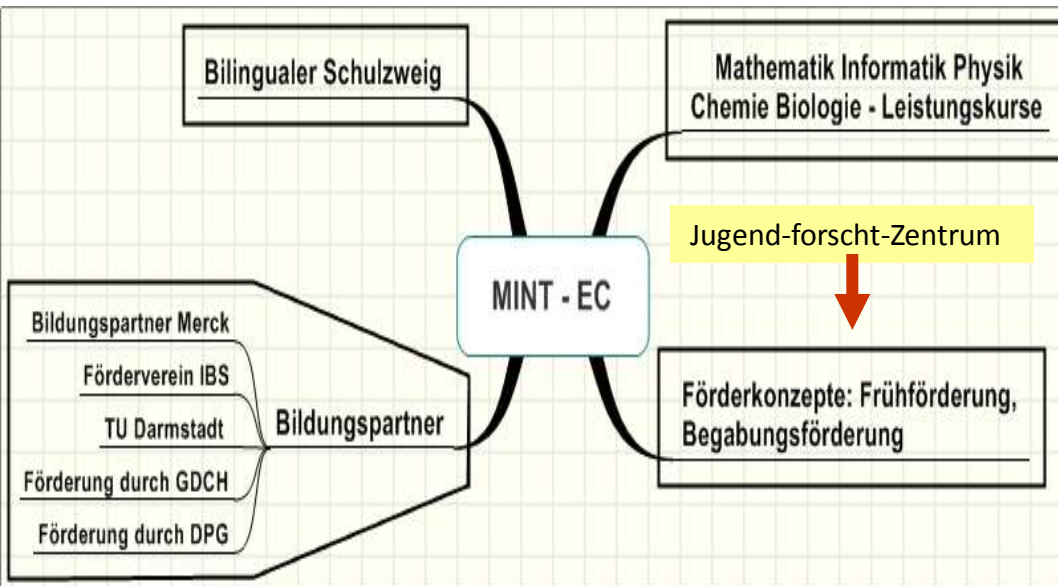 Bilingualer Schulzweig
Mathematik Informatik Physik
Chemie Biologie - Leistungskurse
Jugend-forscht-Zentrum
MINT - EC
Bildungspartner Merck
Förderverein IBS
TU Darmstadt
Förderung durch GDCH
Förderung durch DPG
Bildungspartner
Förderkonzepte: Frühförderung,
Begabungsförderung